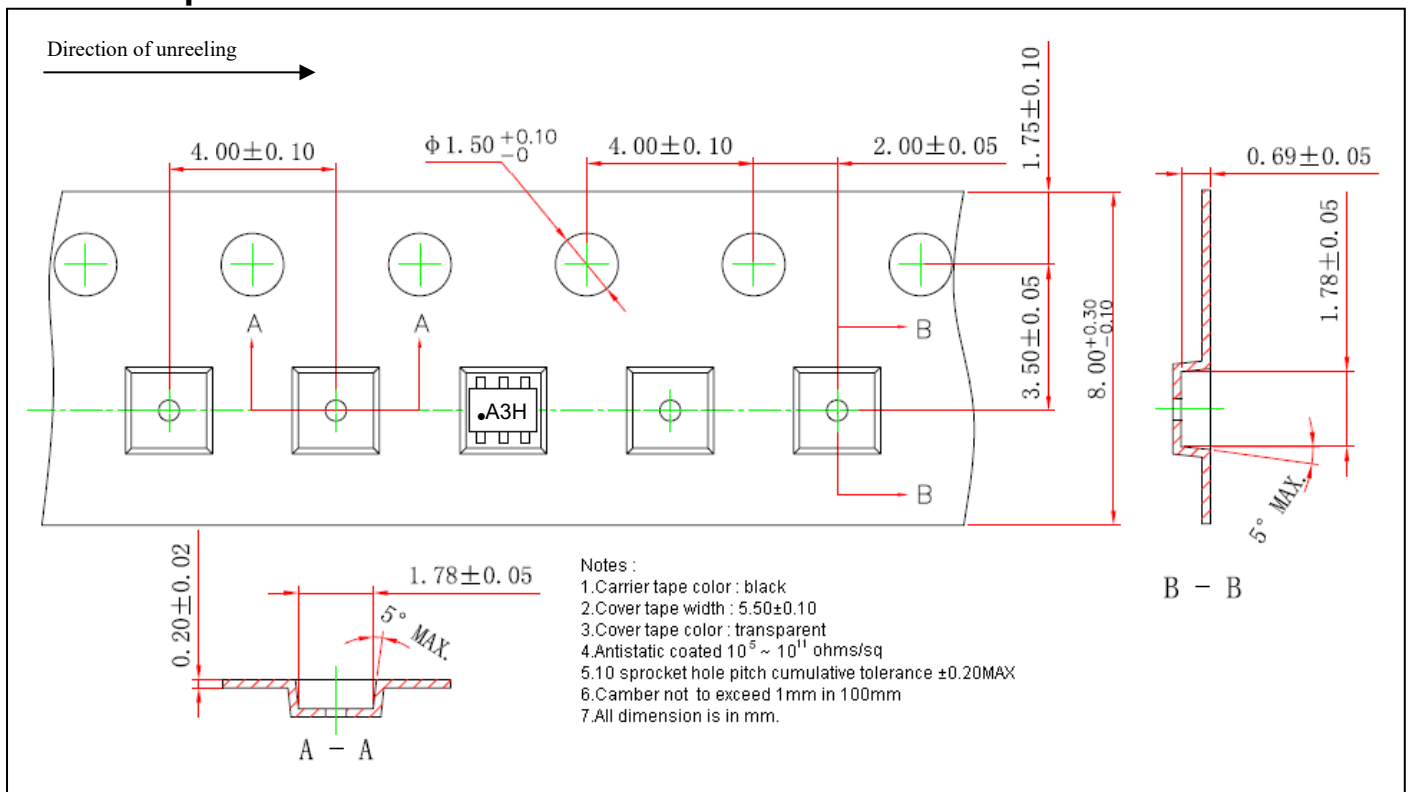 Direction of unreeling
4.00±0.10
Φ1.50 +0.10 -0
4.00±0.10
2.00±0.05
1.75±0.10
0.69±0.05
1.78±0.05
3.50±0.05
8.00 +0.30 -0.10
A
A
B
.A3H
B
5° MAX.
B - B
0.20±0.02
1.78±0.05
5° MAX.
A - A
Notes :
1.Carrier tape color : black
2.Cover tape width : 5.50±0.10
3.Cover tape color : transparent
4.Antistatic coated 10⁵ ~ 10¹¹ ohms/sq
5.10 sprocket hole pitch cumulative tolerance ±0.20MAX
6.Camber not to exceed 1mm in 100mm
7.All dimension is in mm.